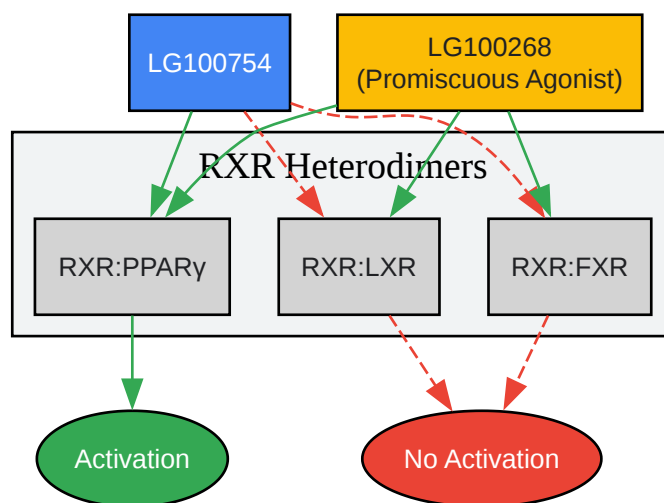 LG100754
LG100268
(Promiscuous Agonist)
RXR Heterodimers
RXR:PPARγ
RXR:LXR
RXR:FXR
Activation
No Activation